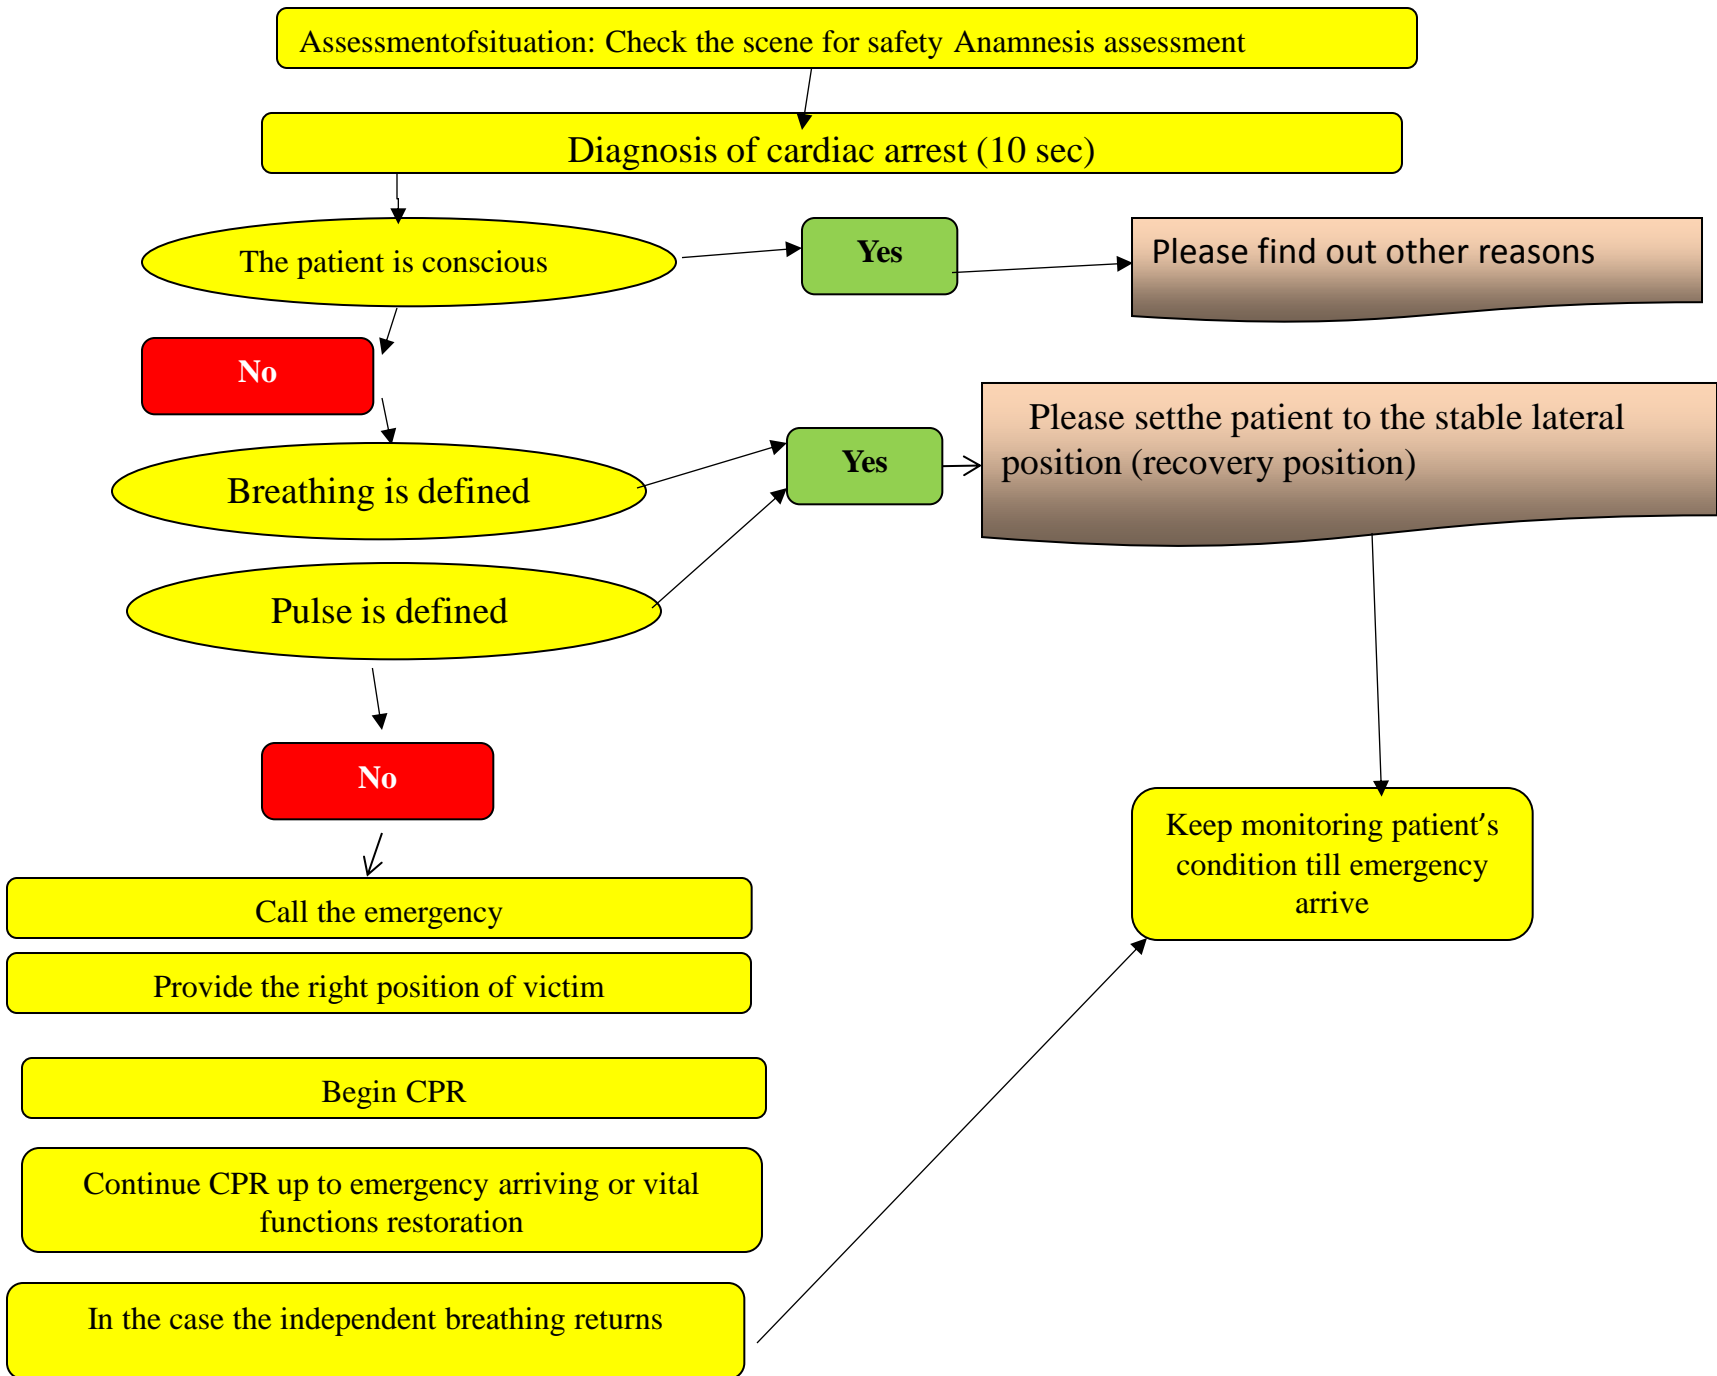 Assessmentofsituation: Check the scene for safety Anamnesis assessment
Diagnosis of cardiac arrest (10 sec)
The patient is conscious
Yes
Please find out other reasons
No
Breathing is defined
Yes
Please setthe patient to the stable lateral
position (recovery position)
Pulse is defined
No
Call the emergency
Provide the right position of victim
Begin CPR
Continue CPR up to emergency arriving or vital
functions restoration
In the case the independent breathing returns
Keep monitoring patient’s
condition till emergency
arrive